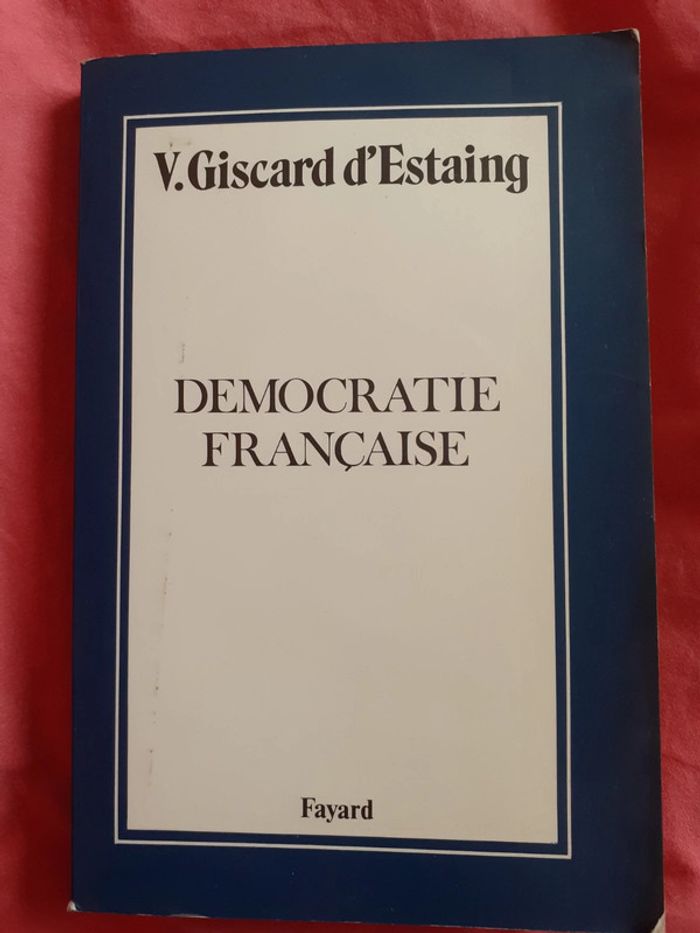 V.Giscard d'Estaing
DEMOCRATIE
FRANÇAISE
Fayard